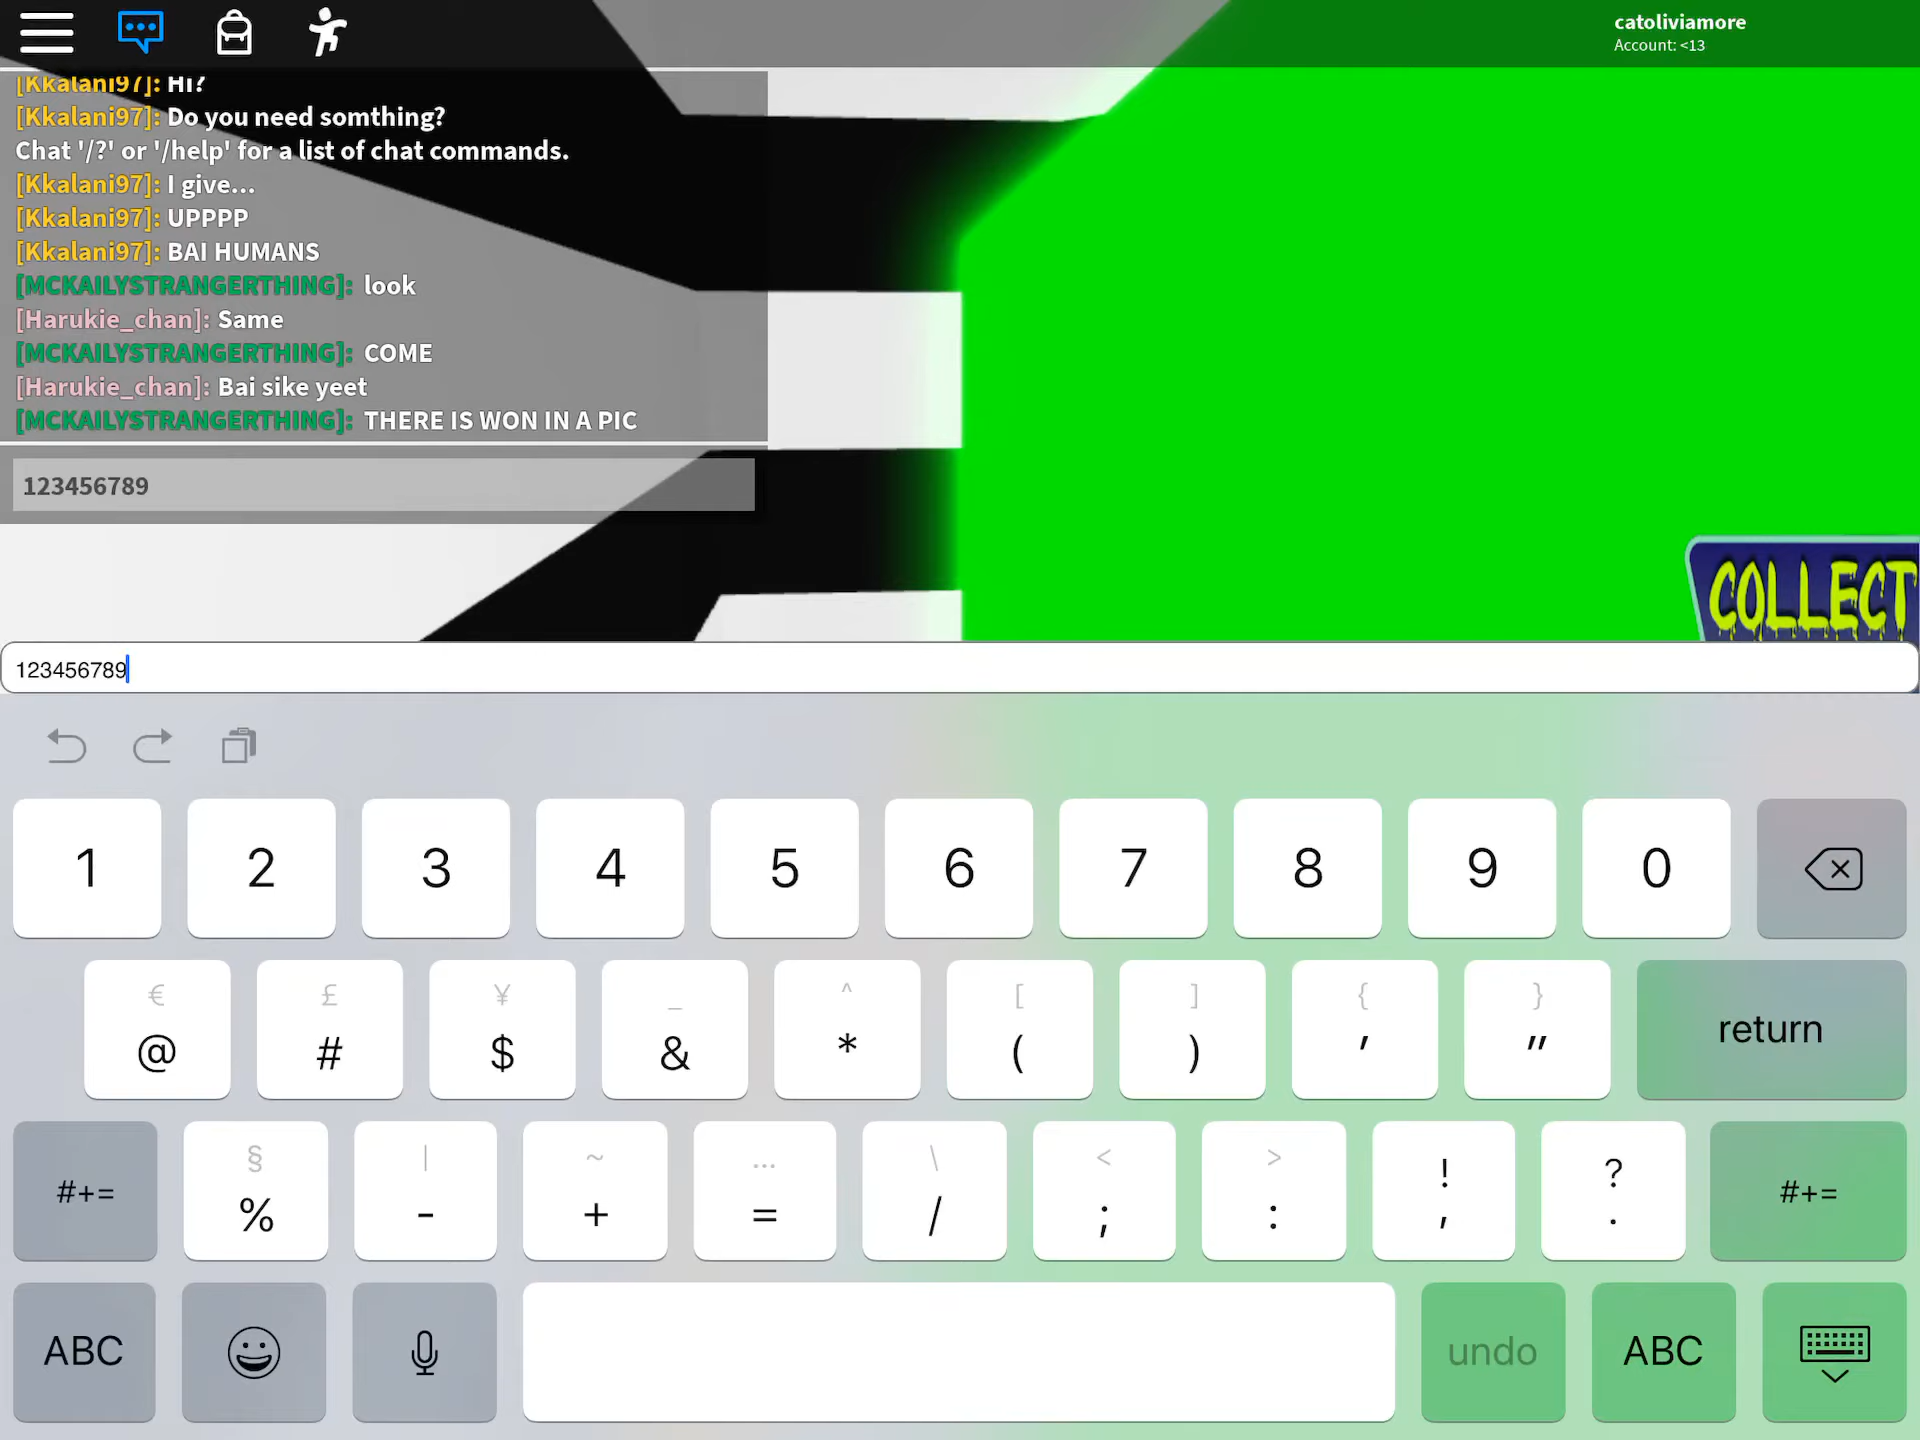 catoliviamore
Account: <13
[Kkalani97]: Hi?
[Kkalani97]: Do you need somthing?
Chat '/?' or '/help' for a list of chat commands.
[Kkalani97]: I give...
[Kkalani97]: UPPPP
[Kkalani97]: BAI HUMANS
[MCKAILYSTRANGERTHING]: look
[Harukie_chan]: Same
[MCKAILYSTRANGERTHING]: COME
[Harukie_chan]: Bai sike yeet
[MCKAILYSTRANGERTHING]: THERE IS WON IN A PIC
123456789
COLLECT
123456789
1 2 3 4 5 6 7 8 9 0
€ £ ¥ _ ^ [ ] { }
@ # $ & * ( ) ' " return
§ | ~ ... \ < > ! ?
#+= % - + = / ; : , . #+=
ABC undo ABC